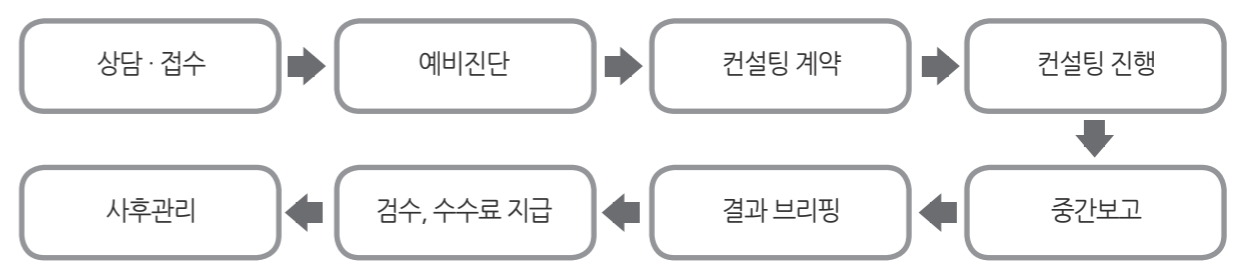 상담 · 접수
예비진단
컨설팅 계약
컨설팅 진행
중간보고
결과 브리핑
검수, 수수료 지급
사후관리